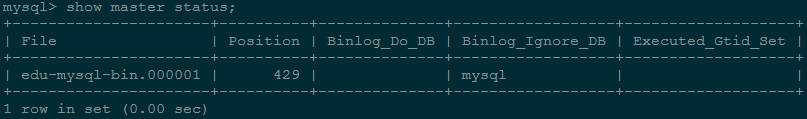 mysql> show master status;
+----------------------+----------+--------------+------------------+-------------------+
| File                 | Position | Binlog_Do_DB | Binlog_Ignore_DB | Executed_Gtid_Set |
+----------------------+----------+--------------+------------------+-------------------+
| edu-mysql-bin.000001 |      429 |              | mysql            |                   |
+----------------------+----------+--------------+------------------+-------------------+
1 row in set (0.00 sec)